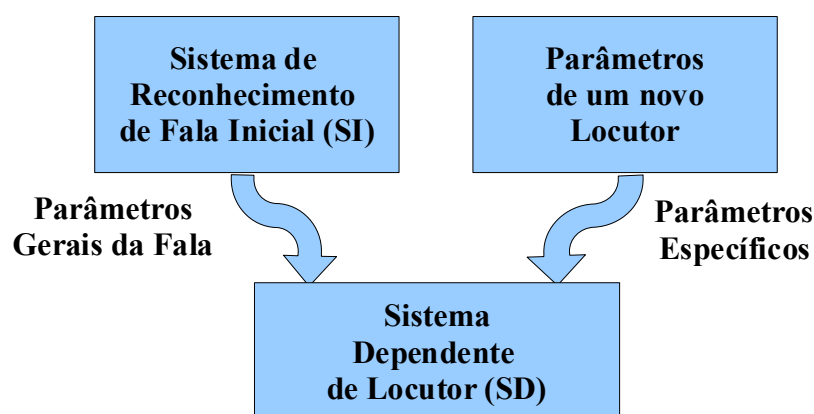 Sistema de
Reconhecimento
de Fala Inicial (SI)
Parâmetros
de um novo
Locutor
Parâmetros
Gerais da Fala
Parâmetros
Específicos
Sistema
Dependente
de Locutor (SD)